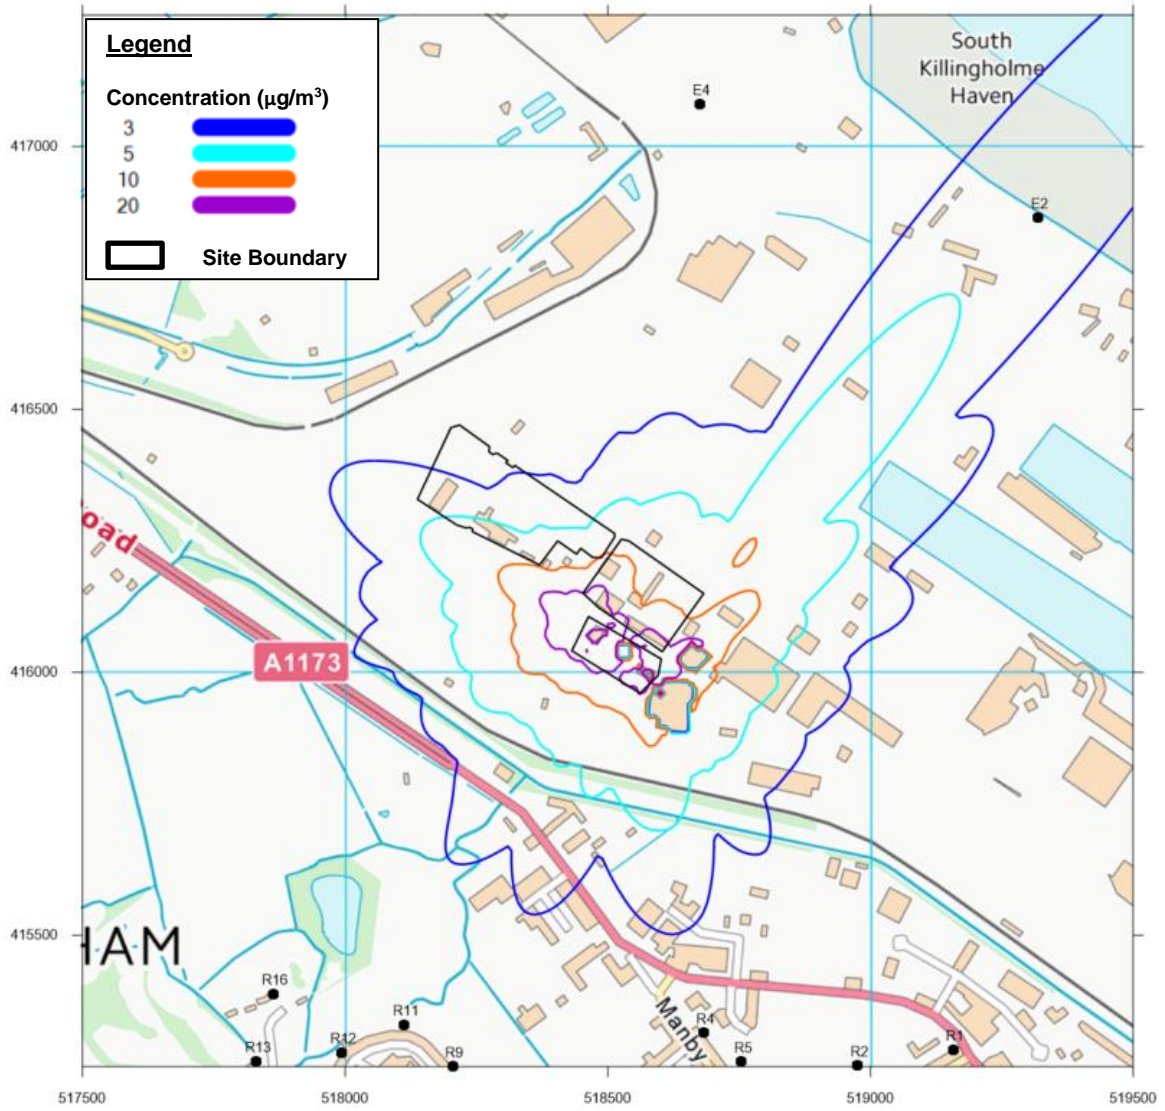 Legend
Concentration (µg/m³)
3
5
10
20
Site Boundary
South
Killingholme
Haven
E4
E2
417000
416500
oad
A1173
416000
415500
HAM
R16
R11
R12
R13
R9
Manby
R4
R5
R2
R1
517500
518000
518500
519000
519500